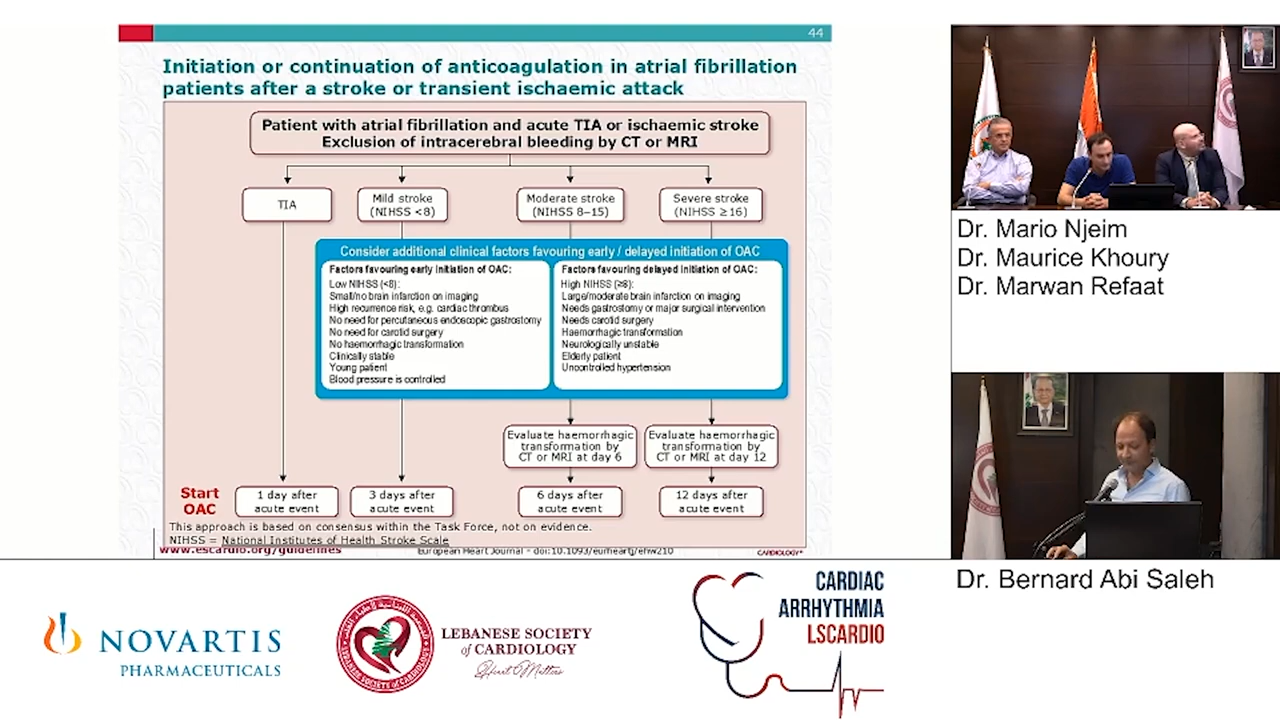 44
Initiation or continuation of anticoagulation in atrial fibrillation
patients after a stroke or transient ischaemic attack
Patient with atrial fibrillation and acute TIA or ischaemic stroke
Exclusion of intracerebral bleeding by CT or MRI
TIA
Mild stroke
(NIHSS <8)
Moderate stroke
(NIHSS 8–15)
Severe stroke
(NIHSS ≥16)
Consider additional clinical factors favouring early / delayed initiation of OAC
Factors favouring early initiation of OAC:
Low NIHSS (<8):
Small/no brain infarction on imaging
High recurrence risk, e.g. cardiac thrombus
No need for percutaneous endoscopic gastrostomy
No need for carotid surgery
No haemorrhagic transformation
Clinically stable
Young patient
Blood pressure is controlled
Factors favouring delayed initiation of OAC:
High NIHSS (≥8):
Large/moderate brain infarction on imaging
Needs gastrostomy or major surgical intervention
Needs carotid surgery
Haemorrhagic transformation
Neurologically unstable
Elderly patient
Uncontrolled hypertension
Evaluate haemorrhagic
transformation by
CT or MRI at day 6
Evaluate haemorrhagic
transformation by
CT or MRI at day 12
Start
OAC
1 day after
acute event
3 days after
acute event
6 days after
acute event
12 days after
acute event
This approach is based on consensus within the Task Force, not on evidence.
NIHSS = National Institutes of Health Stroke Scale
www.escardio.org/guidelines
European Heart Journal - doi:10.1093/eurheartj/ehw210
CARDIOLOGY®
Dr. Mario Njeim
Dr. Maurice Khoury
Dr. Marwan Refaat
Dr. Bernard Abi Saleh
NOVARTIS
PHARMACEUTICALS
LEBANESE SOCIETY OF CARDIOLOGY
LEBANESE SOCIETY
of CARDIOLOGY
Heart Matters
CARDIAC
ARRHYTHMIA
LSCARDIO